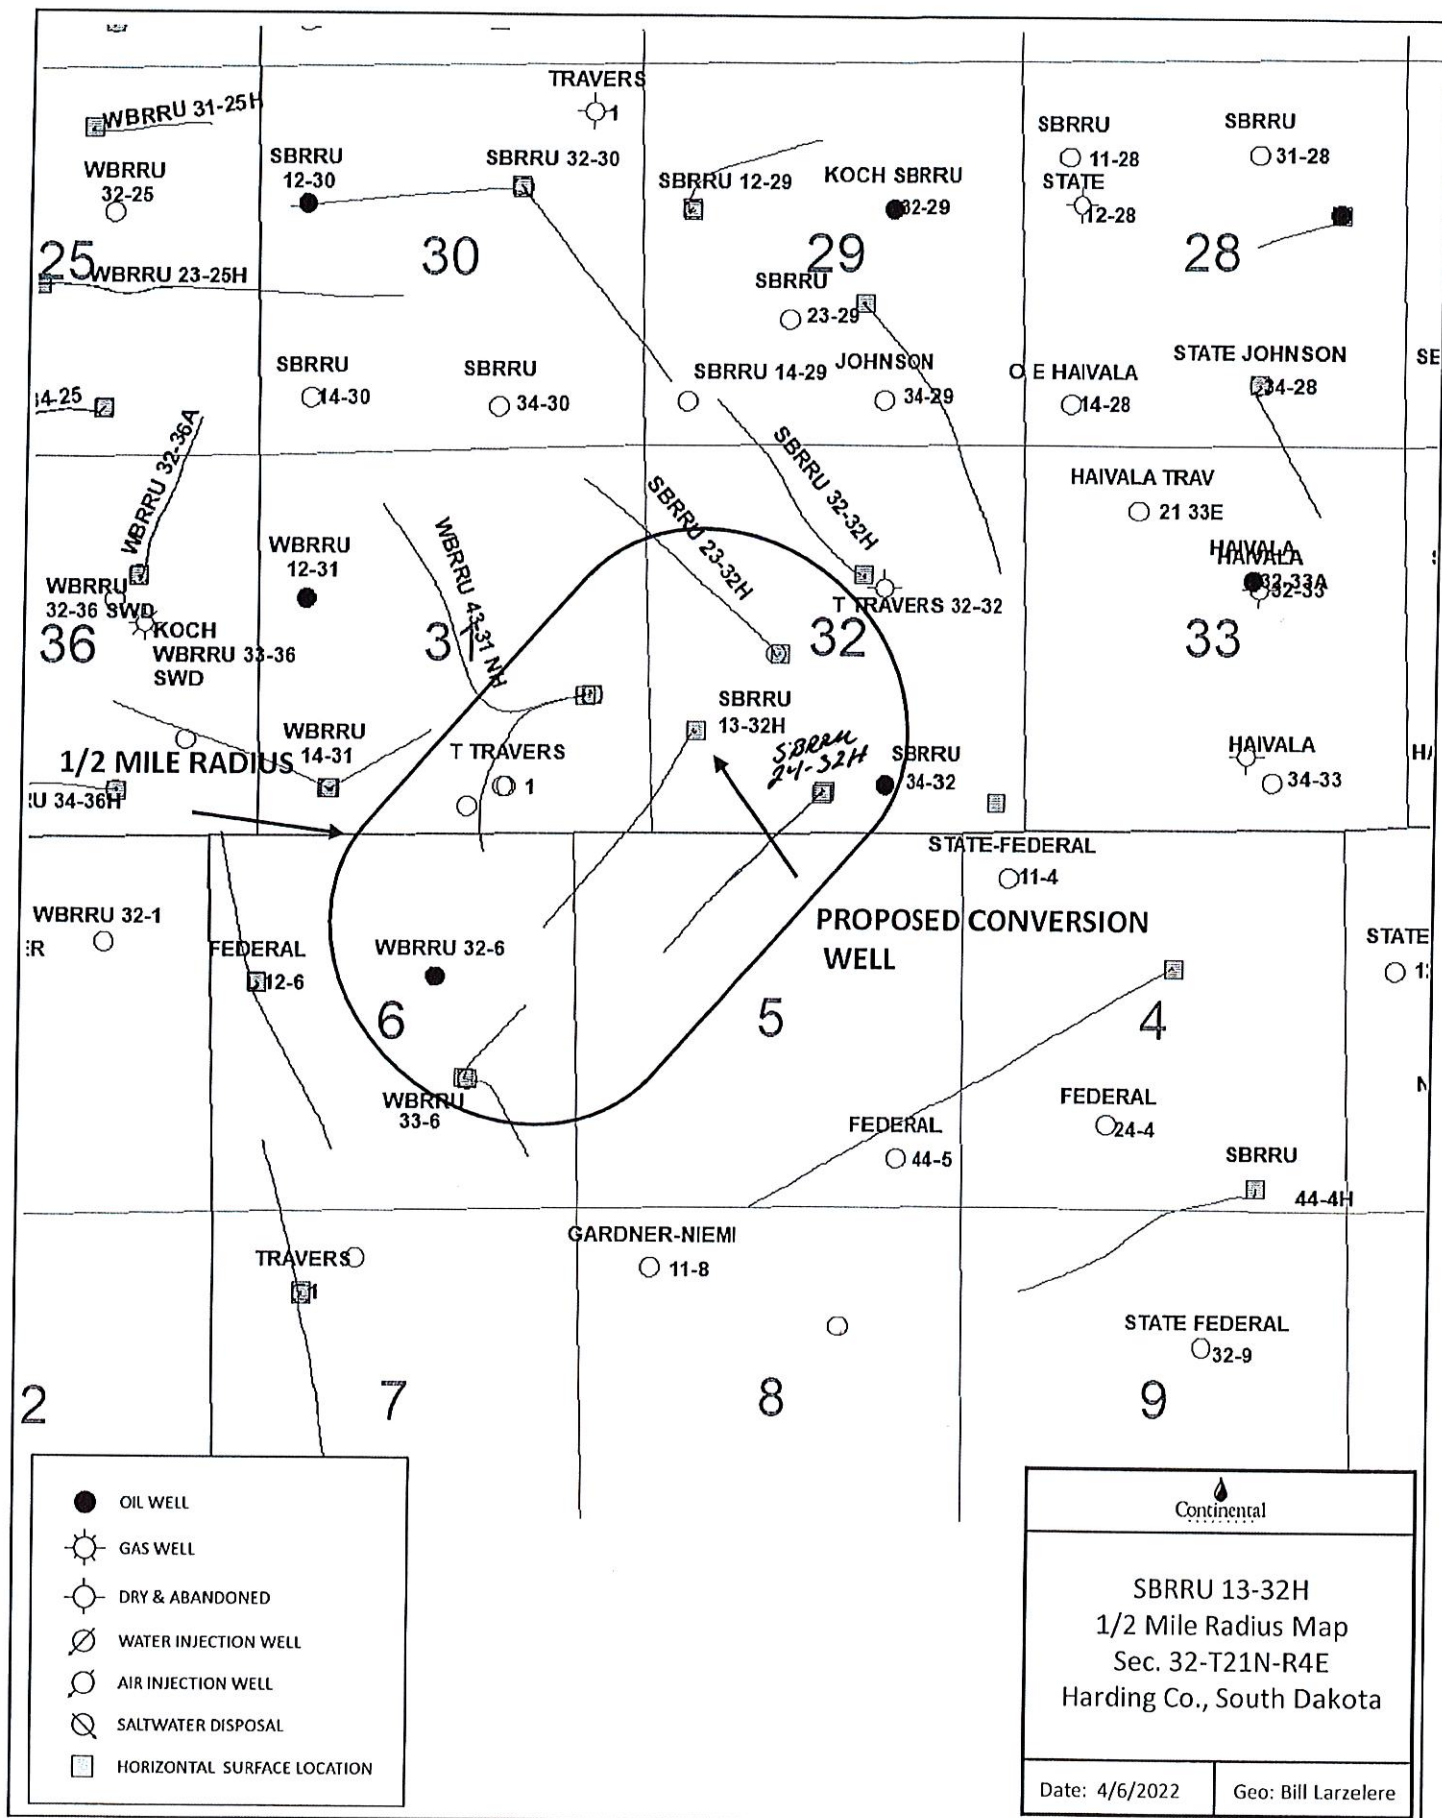 TRAVERS
1
WBRRU 31-25H
SBRRU
11-28
SBRRU
31-28
WBRRU
32-25
SBRRU
12-30
SBRRU 32-30
SBRRU 12-29
KOCH SBRRU
32-29
STATE
12-28
25
30
29
28
WBRRU 23-25H
SBRRU
23-29
SBRRU
14-30
SBRRU
34-30
SBRRU 14-29
JOHNSON
34-29
O E HAIVALA
14-28
STATE JOHNSON
34-28
SE
34-25
WBRRU 32-36A
SBRRU 23-32H
SBRRU 32-32H
HAIVALA TRAV
21 33E
WBRRU
12-31
WBRRU 43-31 NH
HAIVALA
HAIVALA
32-33A
32-33
WBRRU
32-36 SWD
T TRAVERS 32-32
36
KOCH
WBRRU 33-36
SWD
31
32
33
SBRRU
13-32H
SBRRU
24-32H
1/2 MILE RADIUS
WBRRU
14-31
T TRAVERS
1
SBRRU
34-32
HAIVALA
34-33
HA
RU 34-36H
STATE-FEDERAL
11-4
WBRRU 32-1
ER
FEDERAL
12-6
WBRRU 32-6
PROPOSED CONVERSION
WELL
STATE
6
5
4
WBRRU
33-6
FEDERAL
44-5
FEDERAL
24-4
N
SBRRU
44-4H
TRAVERS
1
GARDNER-NIEMI
11-8
STATE FEDERAL
32-9
2
7
8
9
OIL WELL
GAS WELL
DRY & ABANDONED
WATER INJECTION WELL
AIR INJECTION WELL
SALTWATER DISPOSAL
HORIZONTAL SURFACE LOCATION
Continental
SBRRU 13-32H
1/2 Mile Radius Map
Sec. 32-T21N-R4E
Harding Co., South Dakota
Date: 4/6/2022
Geo: Bill Larzelere